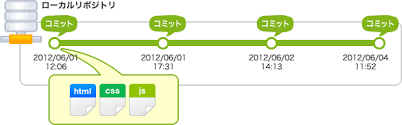 ローカルリポジトリ
コミット
コミット
コミット
コミット
2012/06/01
12:06
2012/06/01
17:31
2012/06/02
14:13
2012/06/04
11:52
html
css
js